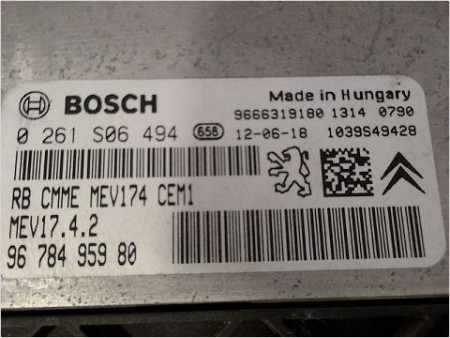 BOSCH
Made in Hungary
9666319180 1314 0790
0 261 S06 494 656 12-06-18 1039S49428
RB CMME MEV174 CEM1
MEV17.4.2
96 784 959 80